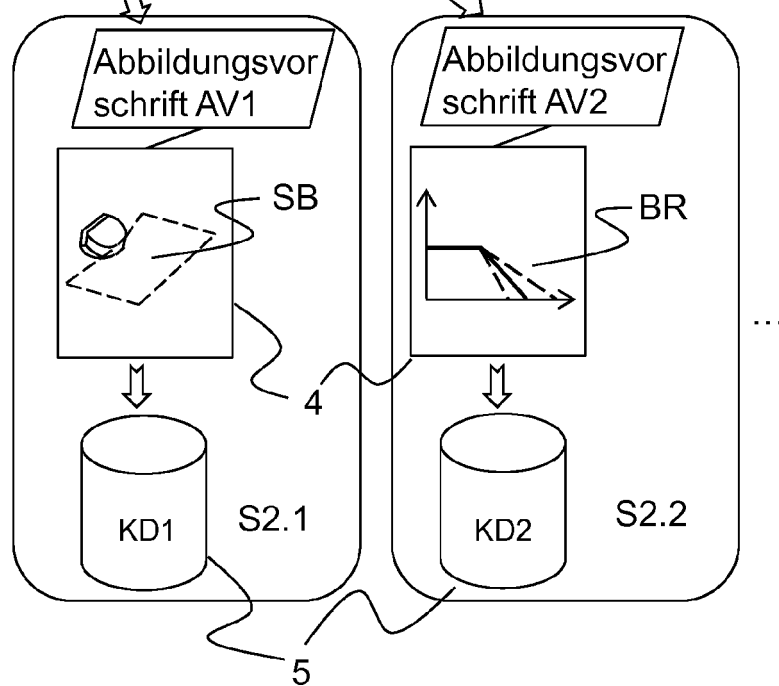 Abbildungsvor
schrift AV1
Abbildungsvor
schrift AV2
SB
BR
...
4
KD1
S2.1
KD2
S2.2
5